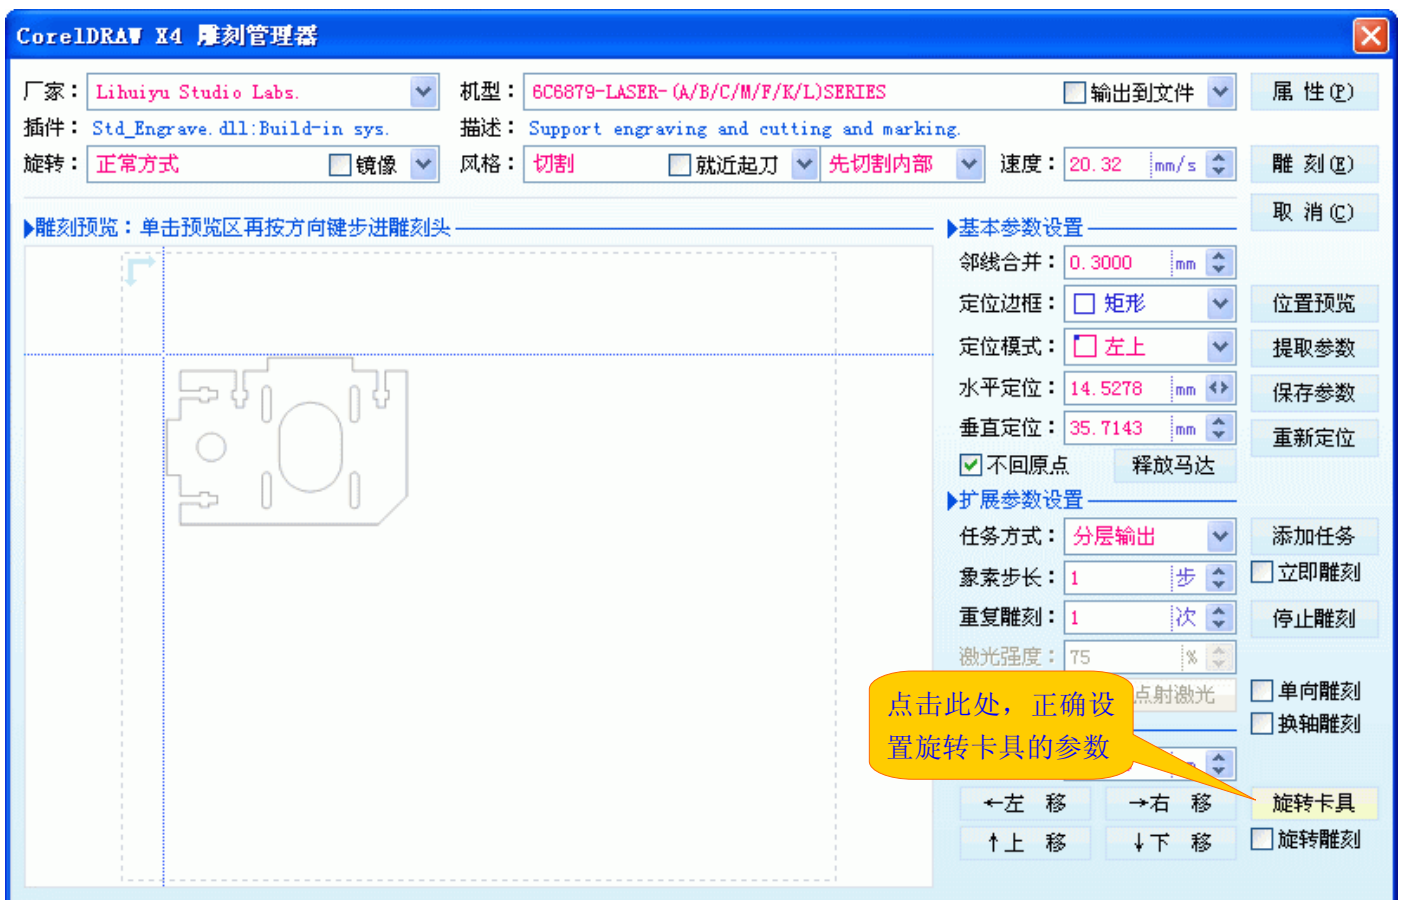 CorelDRAW X4 雕刻管理器
厂家： Lihuiyu Studio Labs. 机型： 6C6879-LASER-(A/B/C/M/F/K/L)SERIES 输出到文件 属 性(P)
插件： Std_Engrave.dll:Build-in sys. 描述： Support engraving and cutting and marking.
旋转： 正常方式 镜像 风格： 切割 就近起刀 先切割内部 速度： 20.32 mm/s 雕 刻(E)
取 消(C)
雕刻预览：单击预览区再按方向键步进雕刻头 基本参数设置
邻线合并： 0.3000 mm
定位边框： 矩形 位置预览
定位模式： 左上 提取参数
水平定位： 14.5278 mm 保存参数
垂直定位： 35.7143 mm 重新定位
不回原点 释放马达
扩展参数设置
任务方式： 分层输出 添加任务
象素步长： 1 步 立即雕刻
重复雕刻： 1 次 停止雕刻
激光强度： 75 %
点射激光 单向雕刻
换轴雕刻
点击此处，正确设
置旋转卡具的参数
←左 移 →右 移 旋转卡具
↑上 移 ↓下 移 旋转雕刻